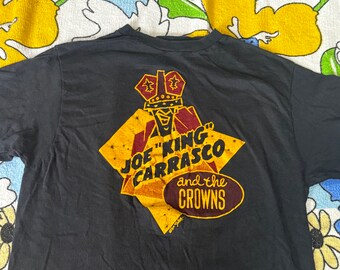 JOE "KING"
CARRASCO
and the
CROWNS